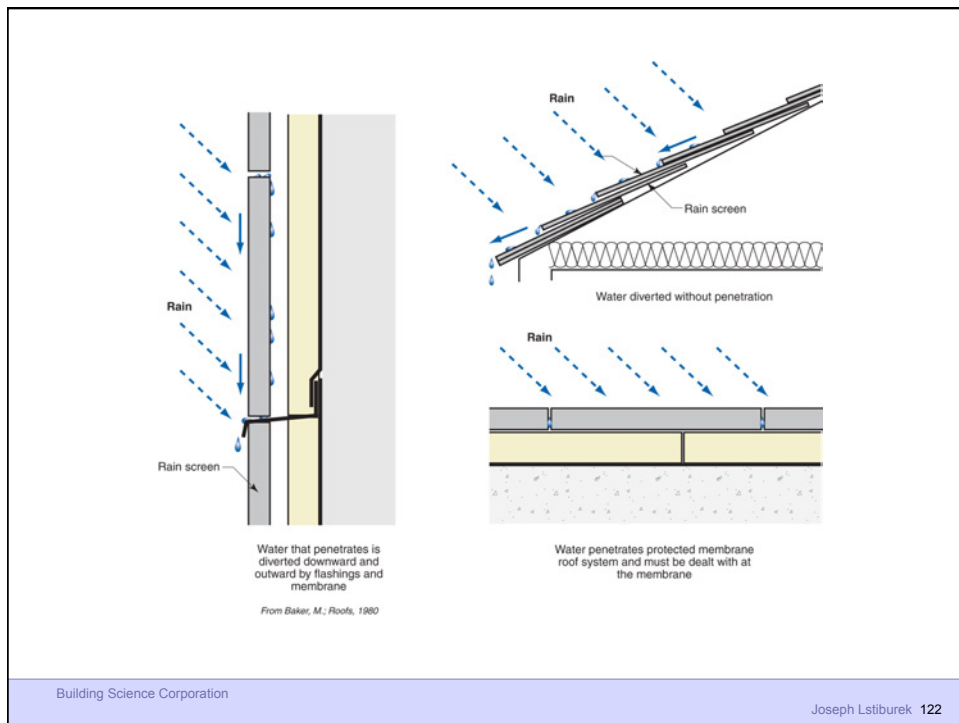 Rain
Rain screen
Water that penetrates is
diverted downward and
outward by flashings and
membrane
From Baker, M.; Roofs, 1980
Rain
Rain screen
Water diverted without penetration
Rain
Water penetrates protected membrane
roof system and must be dealt with at
the membrane
Building Science Corporation
Joseph Lstiburek 122